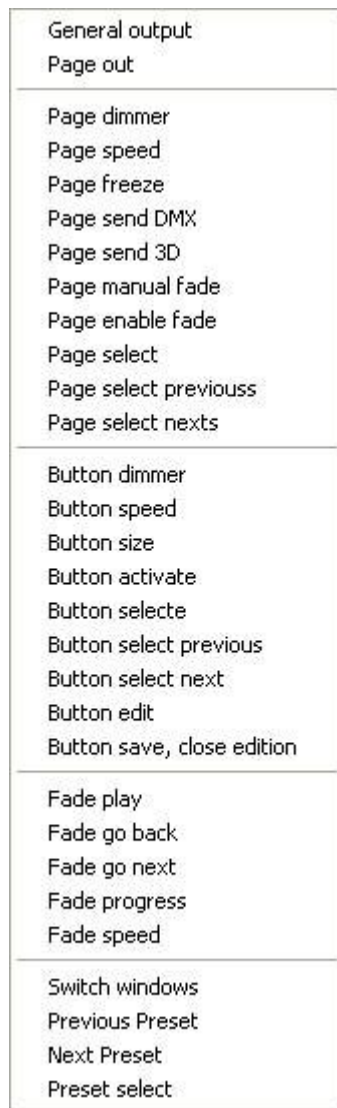 General output
Page out
Page dimmer
Page speed
Page freeze
Page send DMX
Page send 3D
Page manual fade
Page enable fade
Page select
Page select previouss
Page select nexts
Button dimmer
Button speed
Button size
Button activate
Button selecte
Button select previous
Button select next
Button edit
Button save, close edition
Fade play
Fade go back
Fade go next
Fade progress
Fade speed
Switch windows
Previous Preset
Next Preset
Preset select